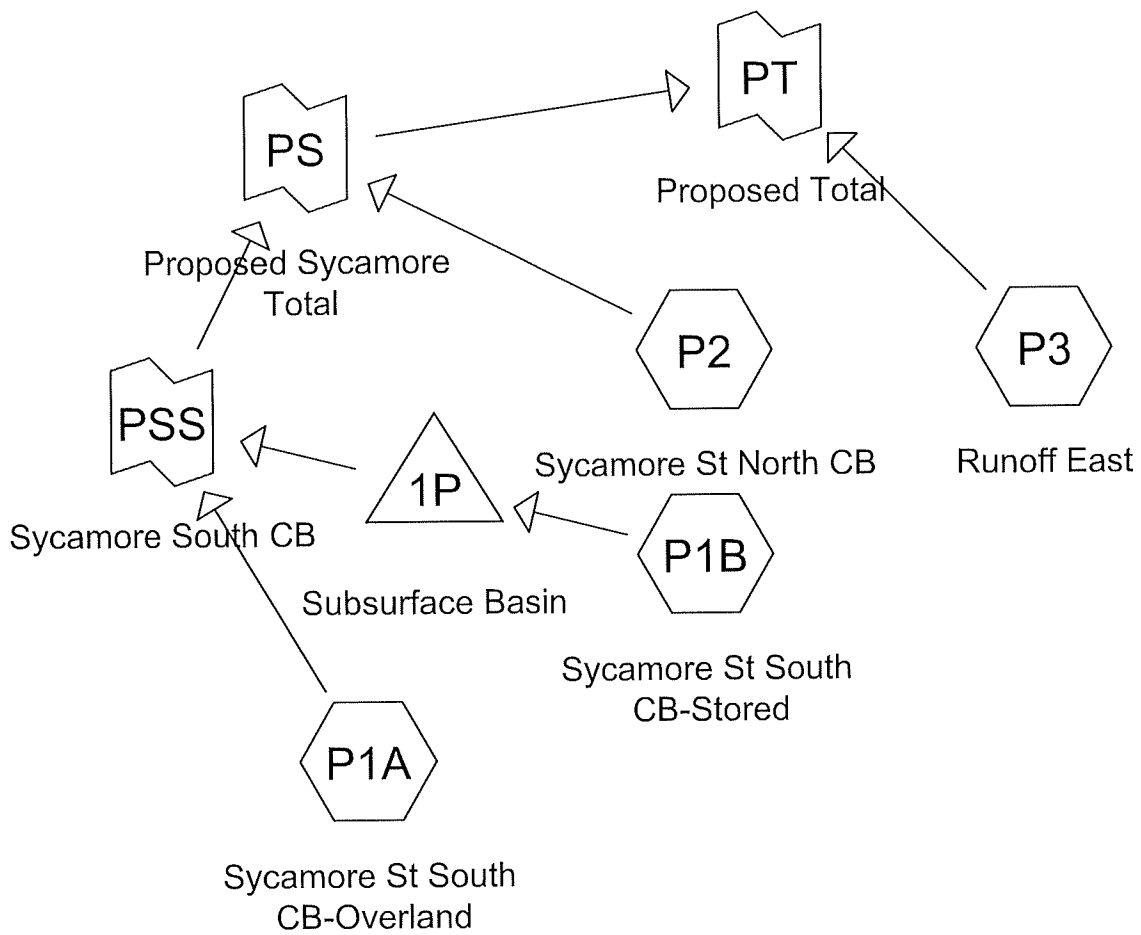 PT
Proposed Total
PS
Proposed Sycamore
Total
P2
Sycamore St North CB
P3
Runoff East
PSS
Sycamore South CB
1P
Subsurface Basin
P1B
Sycamore St South
CB-Stored
P1A
Sycamore St South
CB-Overland